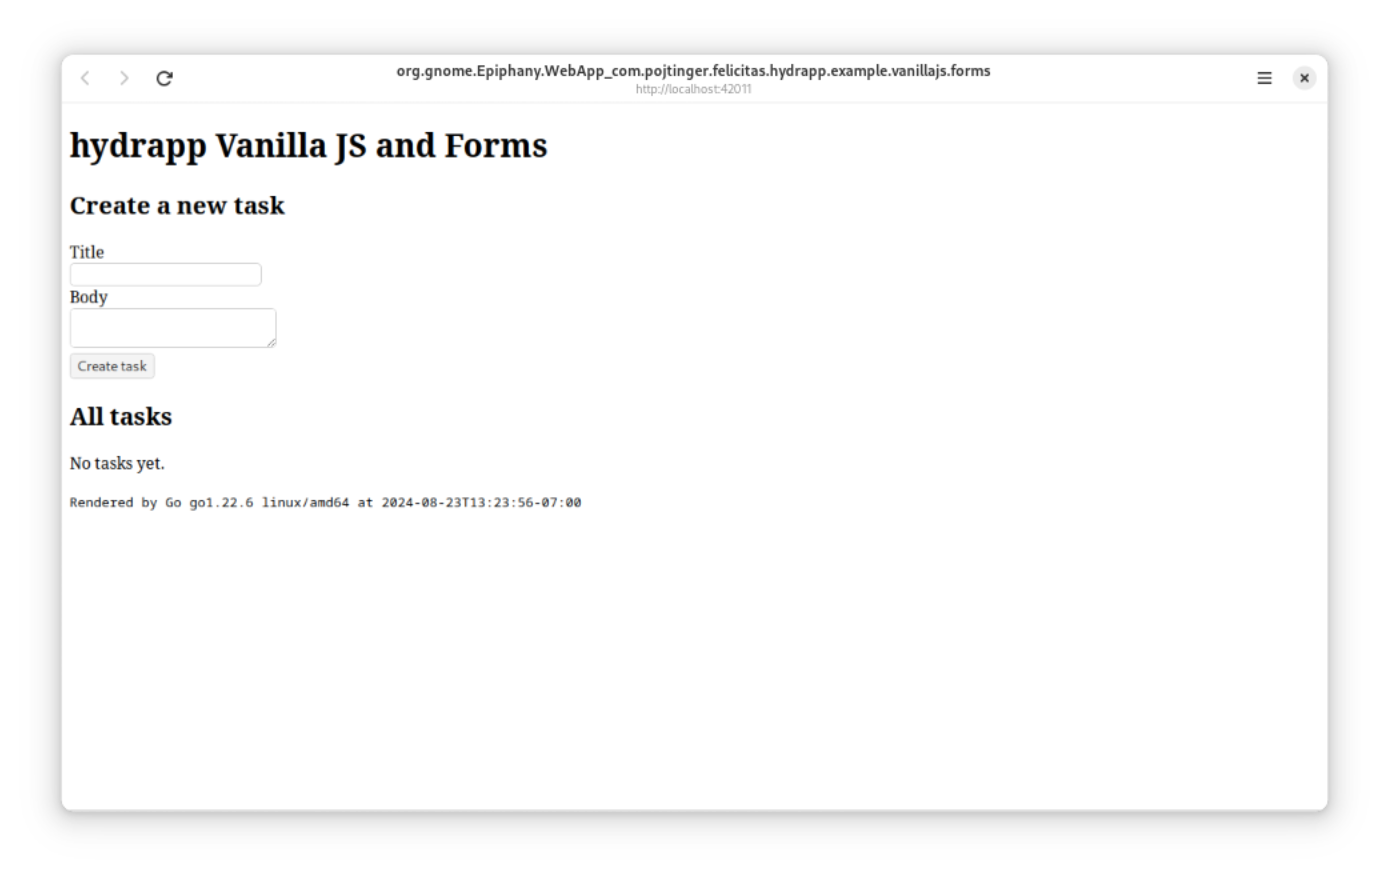 org.gnome.Epiphany.WebApp_com.pojtinger.felicitas.hydrapp.example.vanillajs.forms
http://localhost:42011
hydrapp Vanilla JS and Forms
Create a new task
Title
Body
Create task
All tasks
No tasks yet.
Rendered by Go go1.22.6 linux/amd64 at 2024-08-23T13:23:56-07:00